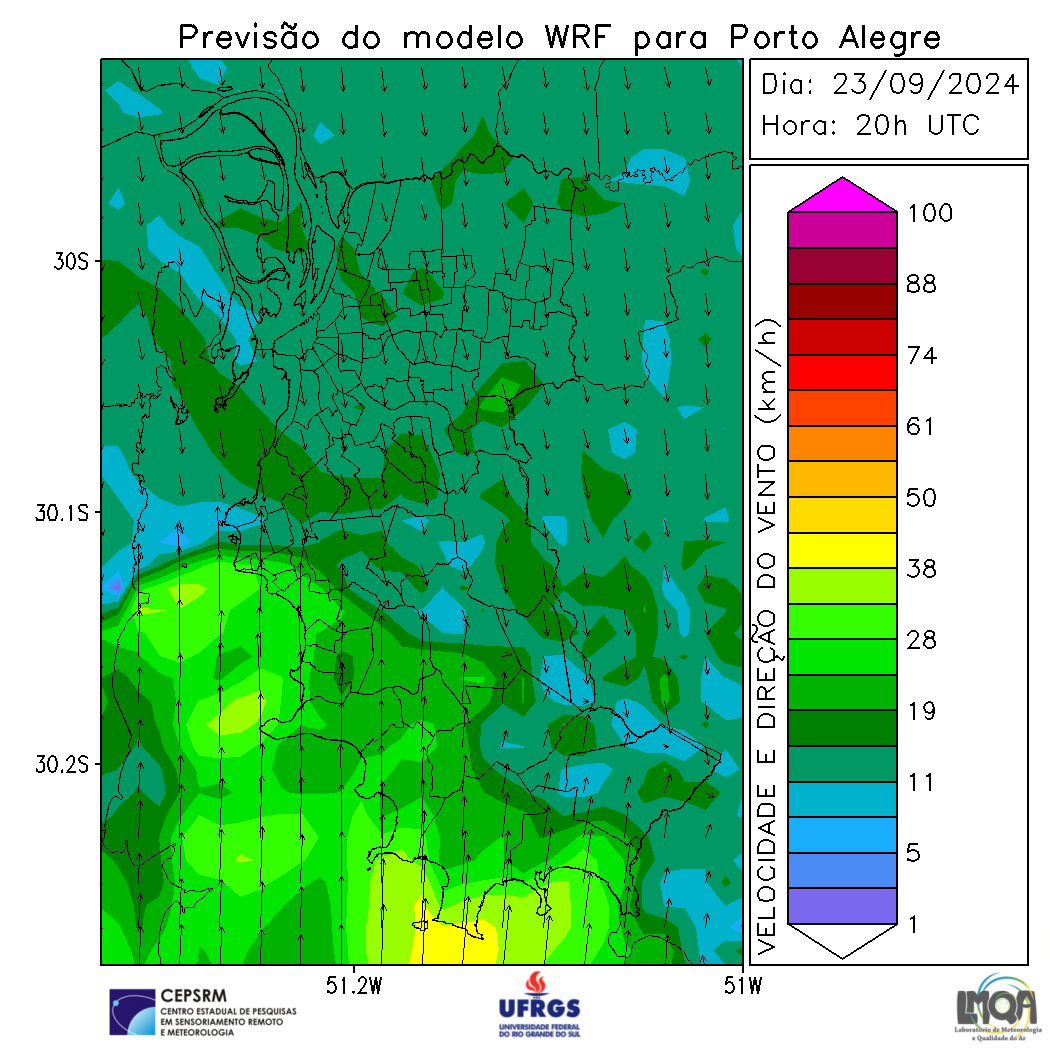 Previsão do modelo WRF para Porto Alegre
Dia: 23/09/2024
Hora: 20h UTC
30S
30.1S
30.2S
51.2W
51W
VELOCIDADE E DIREÇÃO DO VENTO (km/h)
100
88
74
61
50
38
28
19
11
5
1
CEPSRM
CENTRO ESTADUAL DE PESQUISAS
EM SENSORIAMENTO REMOTO
E METEOROLOGIA
UFRGS
UNIVERSIDADE FEDERAL
DO RIO GRANDE DO SUL
LMQA
Laboratório de Meteorologia
e Qualidade do Ar